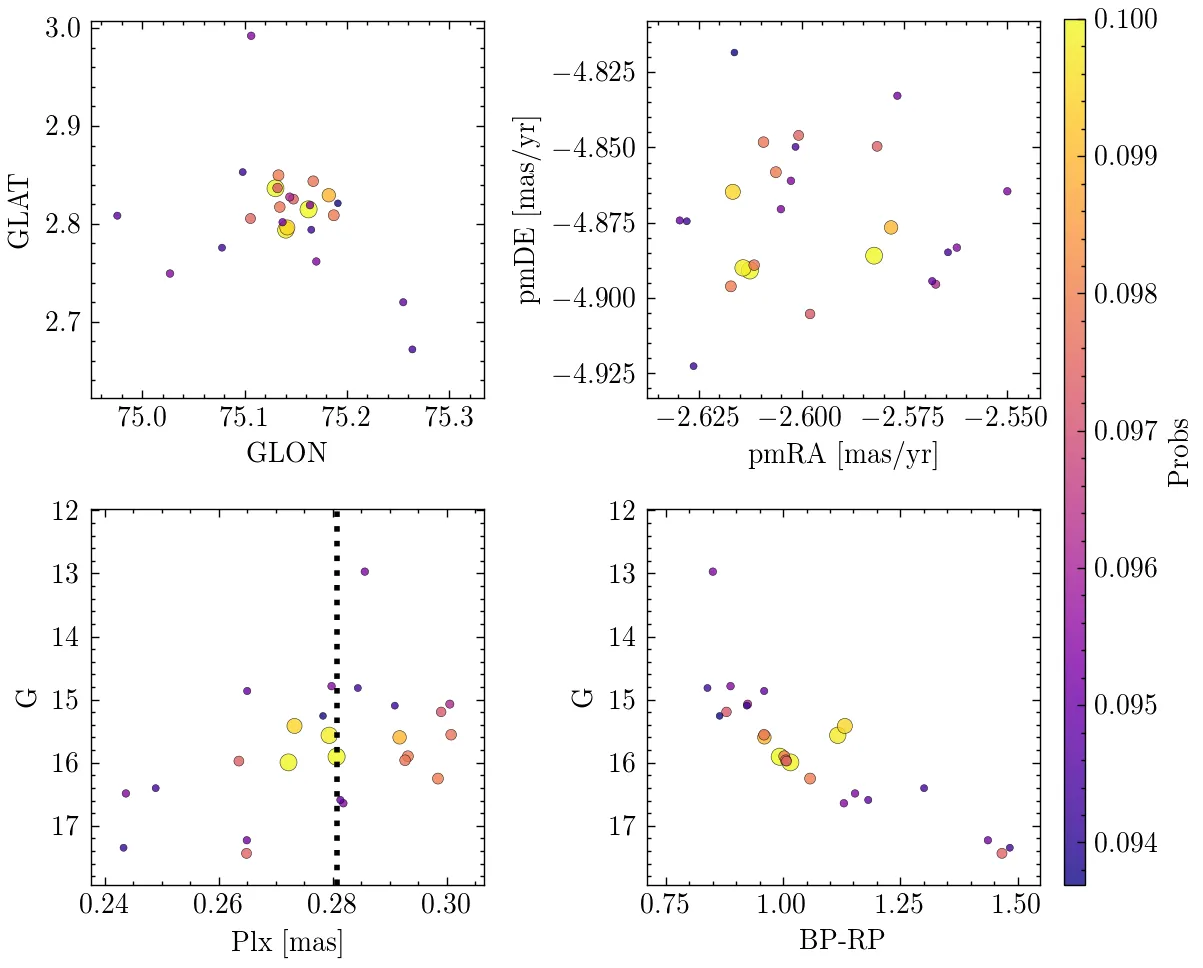 3.0
2.9
2.8
2.7
GLAT
75.0 75.1 75.2 75.3
GLON
−4.825
−4.850
−4.875
−4.900
−4.925
pmDE [mas/yr]
−2.625 −2.600 −2.575 −2.550
pmRA [mas/yr]
0.100
0.099
0.098
0.097
0.096
0.095
0.094
Probs
12
13
14
15
16
17
G
0.24 0.26 0.28 0.30
Plx [mas]
12
13
14
15
16
17
G
0.75 1.00 1.25 1.50
BP-RP